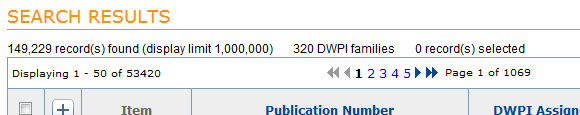 SEARCH RESULTS
149,229 record(s) found (display limit 1,000,000) 320 DWPI families 0 record(s) selected
Displaying 1 - 50 of 53420 1 2 3 4 5 Page 1 of 1069
Item Publication Number DWPI Assign